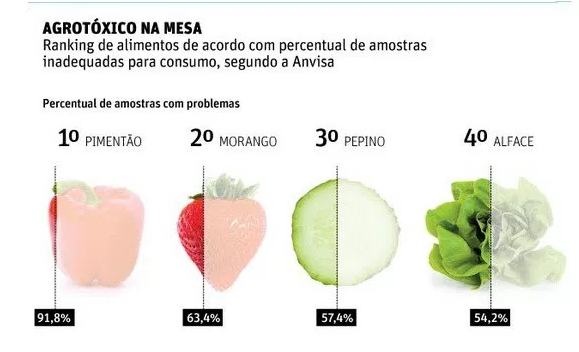 AGROTÓXICO NA MESA
Ranking de alimentos de acordo com percentual de amostras
inadequadas para consumo, segundo a Anvisa
Percentual de amostras com problemas
1º PIMENTÃO
2º MORANGO
3º PEPINO
4º ALFACE
91,8%
63,4%
57,4%
54,2%